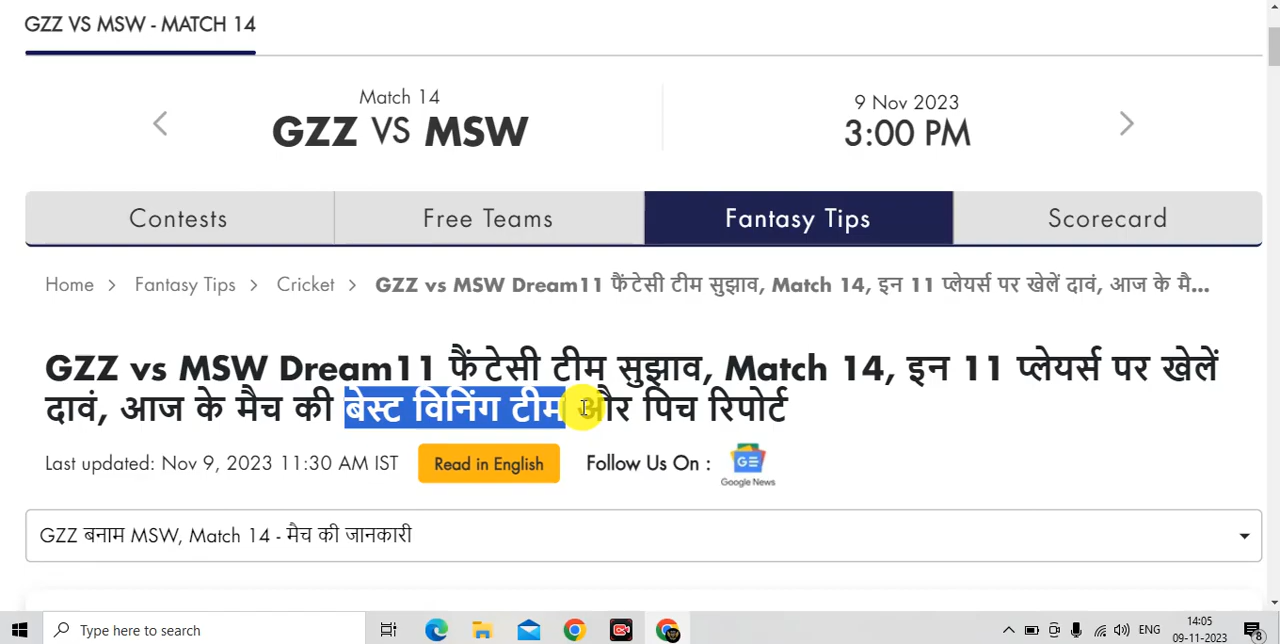 GZZ VS MSW - MATCH 14
Match 14
GZZ VS MSW
9 Nov 2023
3:00 PM
Contests
Free Teams
Fantasy Tips
Scorecard
Home > Fantasy Tips > Cricket > GZZ vs MSW Dream11 फैंटेसी टीम सुझाव, Match 14, इन 11 प्लेयर्स पर खेलें दावं, आज के मै...
GZZ vs MSW Dream11 फैंटेसी टीम सुझाव, Match 14, इन 11 प्लेयर्स पर खेलें
दावं, आज के मैच की बेस्ट विनिंग टीम और पिच रिपोर्ट
Last updated: Nov 9, 2023 11:30 AM IST
Read in English
Follow Us On :
GE
Google News
GZZ बनाम MSW, Match 14 - मैच की जानकारी
Type here to search
ENG
14:05
09-11-2023
8